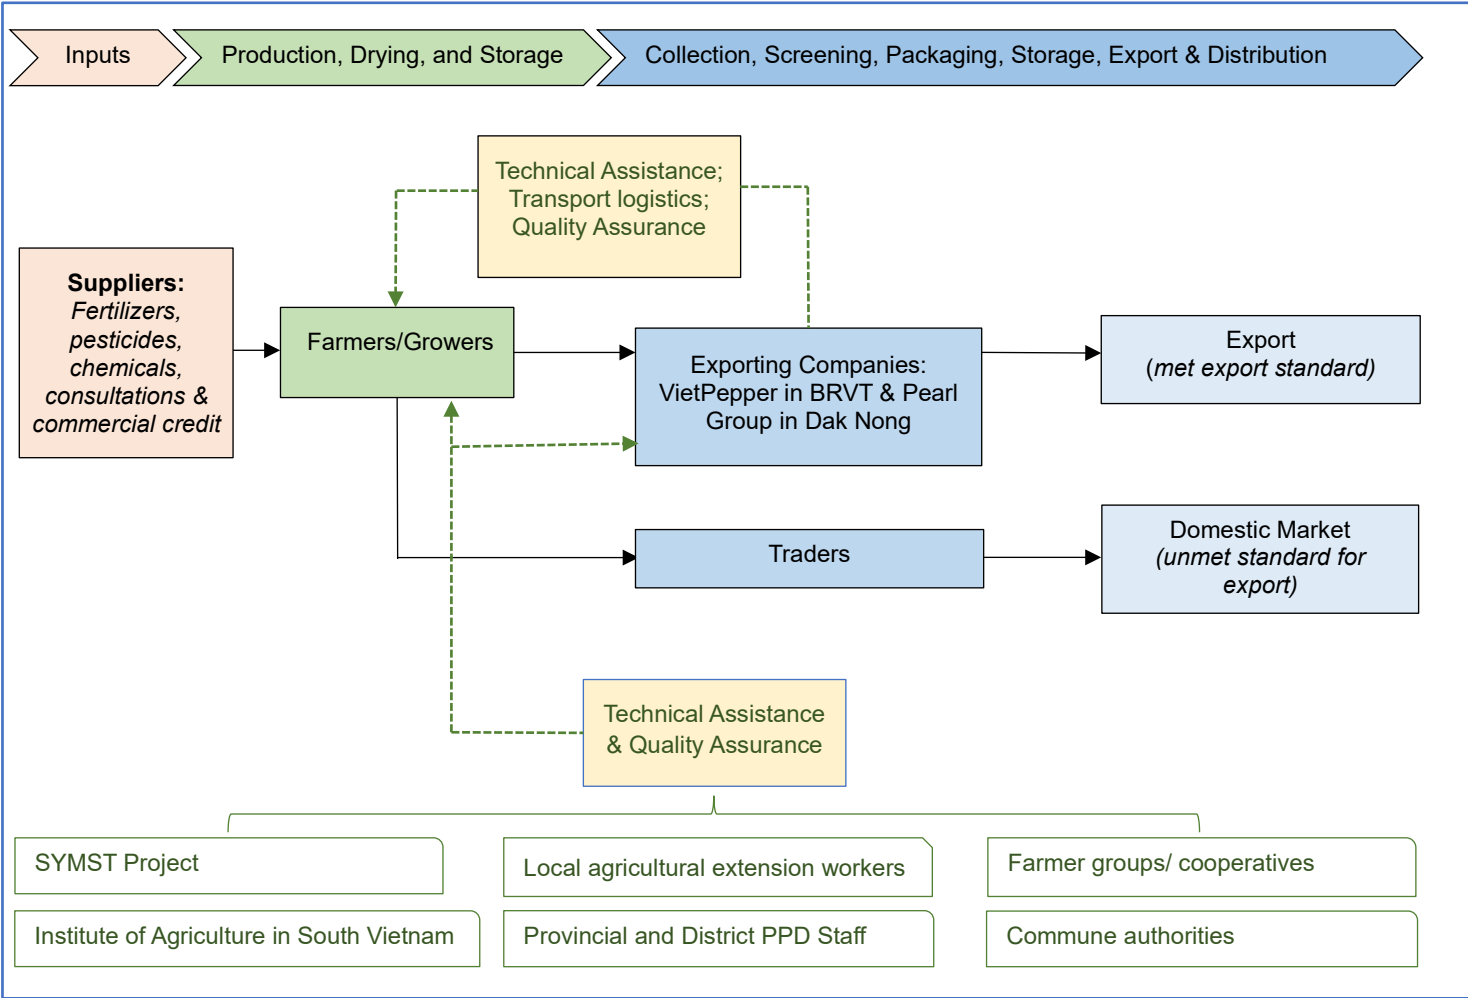 Inputs
Production, Drying, and Storage
Collection, Screening, Packaging, Storage, Export & Distribution
Technical Assistance;
Transport logistics;
Quality Assurance
Suppliers:
Fertilizers,
pesticides,
chemicals,
consultations &
commercial credit
Farmers/Growers
Exporting Companies:
VietPepper in BRVT & Pearl
Group in Dak Nong
Export
(met export standard)
Traders
Domestic Market
(unmet standard for
export)
Technical Assistance
& Quality Assurance
SYMST Project
Local agricultural extension workers
Farmer groups/ cooperatives
Institute of Agriculture in South Vietnam
Provincial and District PPD Staff
Commune authorities